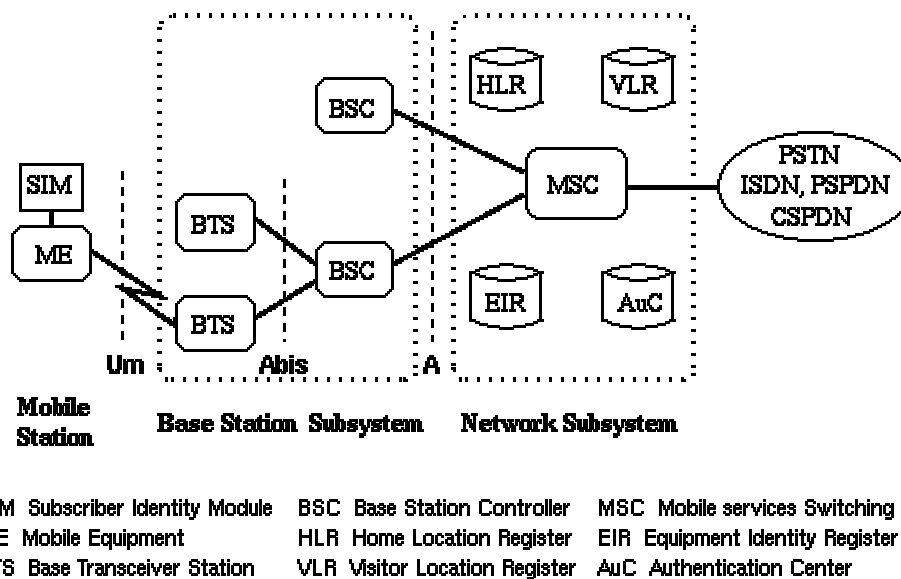 HLR VLR
BSC
PSTN
ISDN, PSPDN
CSPDN
SIM
MSC
BTS
ME
BSC
EIR AuC
BTS
Um Abis A
Mobile
Station
Base Station Subsystem Network Subsystem
M Subscriber Identity Module BSC Base Station Controller MSC Mobile services Switching
E Mobile Equipment HLR Home Location Register EIR Equipment Identity Register
TS Base Transceiver Station VLR Visitor Location Register AuC Authentication Center